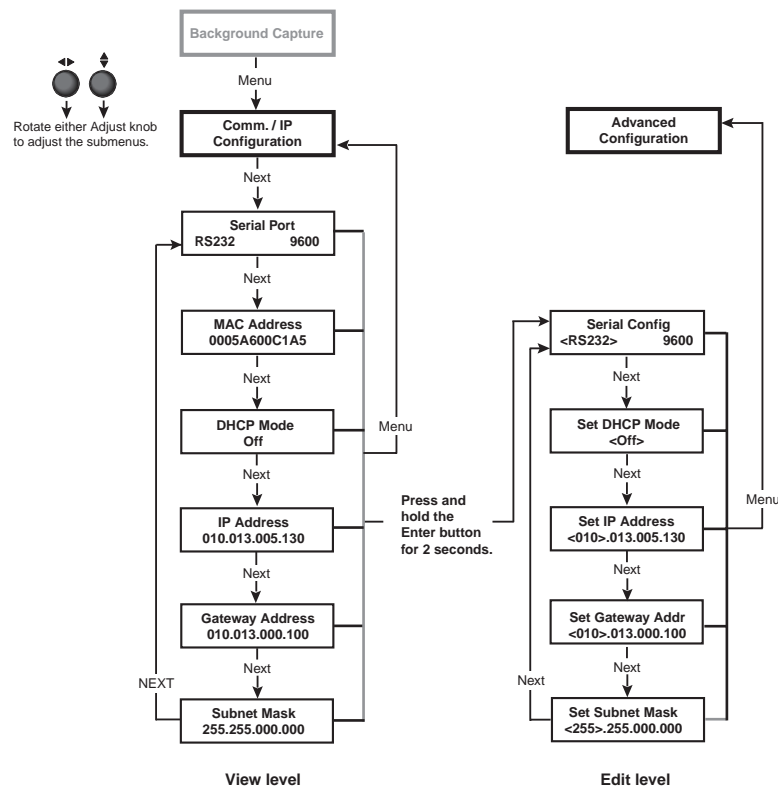 Background Capture
Menu
Rotate either Adjust knob
to adjust the submenus.
Comm. / IP
Configuration
Next
Serial Port
RS232 9600
Next
MAC Address
0005A600C1A5
Next
DHCP Mode
Off
Next
IP Address
010.013.005.130
Next
Gateway Address
010.013.000.100
Next
Subnet Mask
255.255.000.000
NEXT
Menu
View level
Press and
hold the
Enter button
for 2 seconds.
Advanced
Configuration
Serial Config
<RS232> 9600
Next
Set DHCP Mode
<Off>
Next
Set IP Address
<010>.013.005.130
Next
Set Gateway Addr
<010>.013.000.100
Next
Set Subnet Mask
<255>.255.000.000
Next
Menu
Edit level